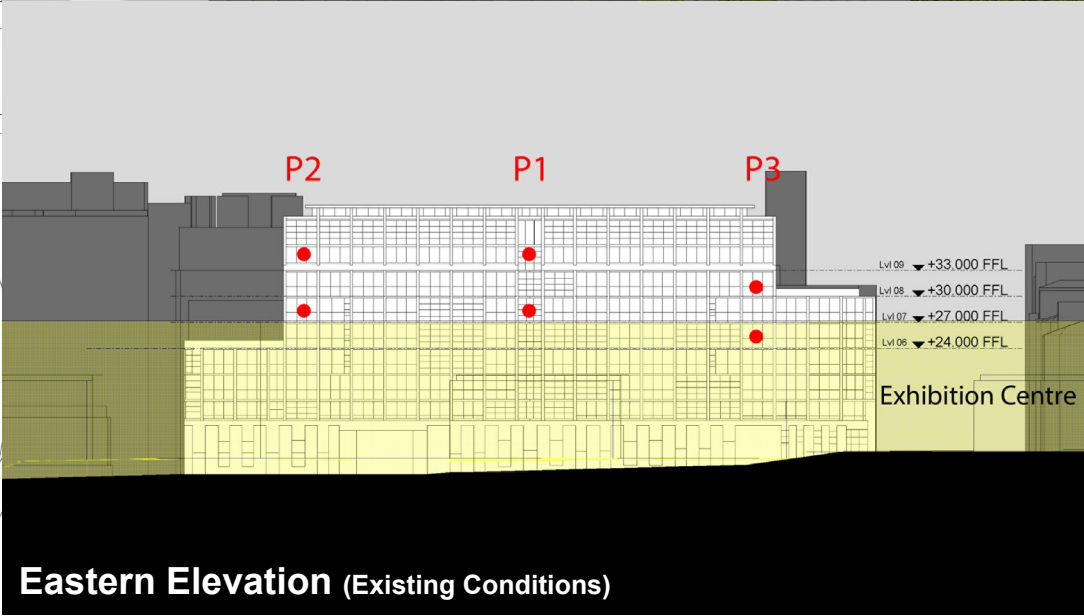 P2 P1 P3
Lvl 09 +33.000 FFL
Lvl 08 +30.000 FFL
Lvl 07 +27.000 FFL
Lvl 06 +24.000 FFL
Exhibition Centre
Eastern Elevation (Existing Conditions)